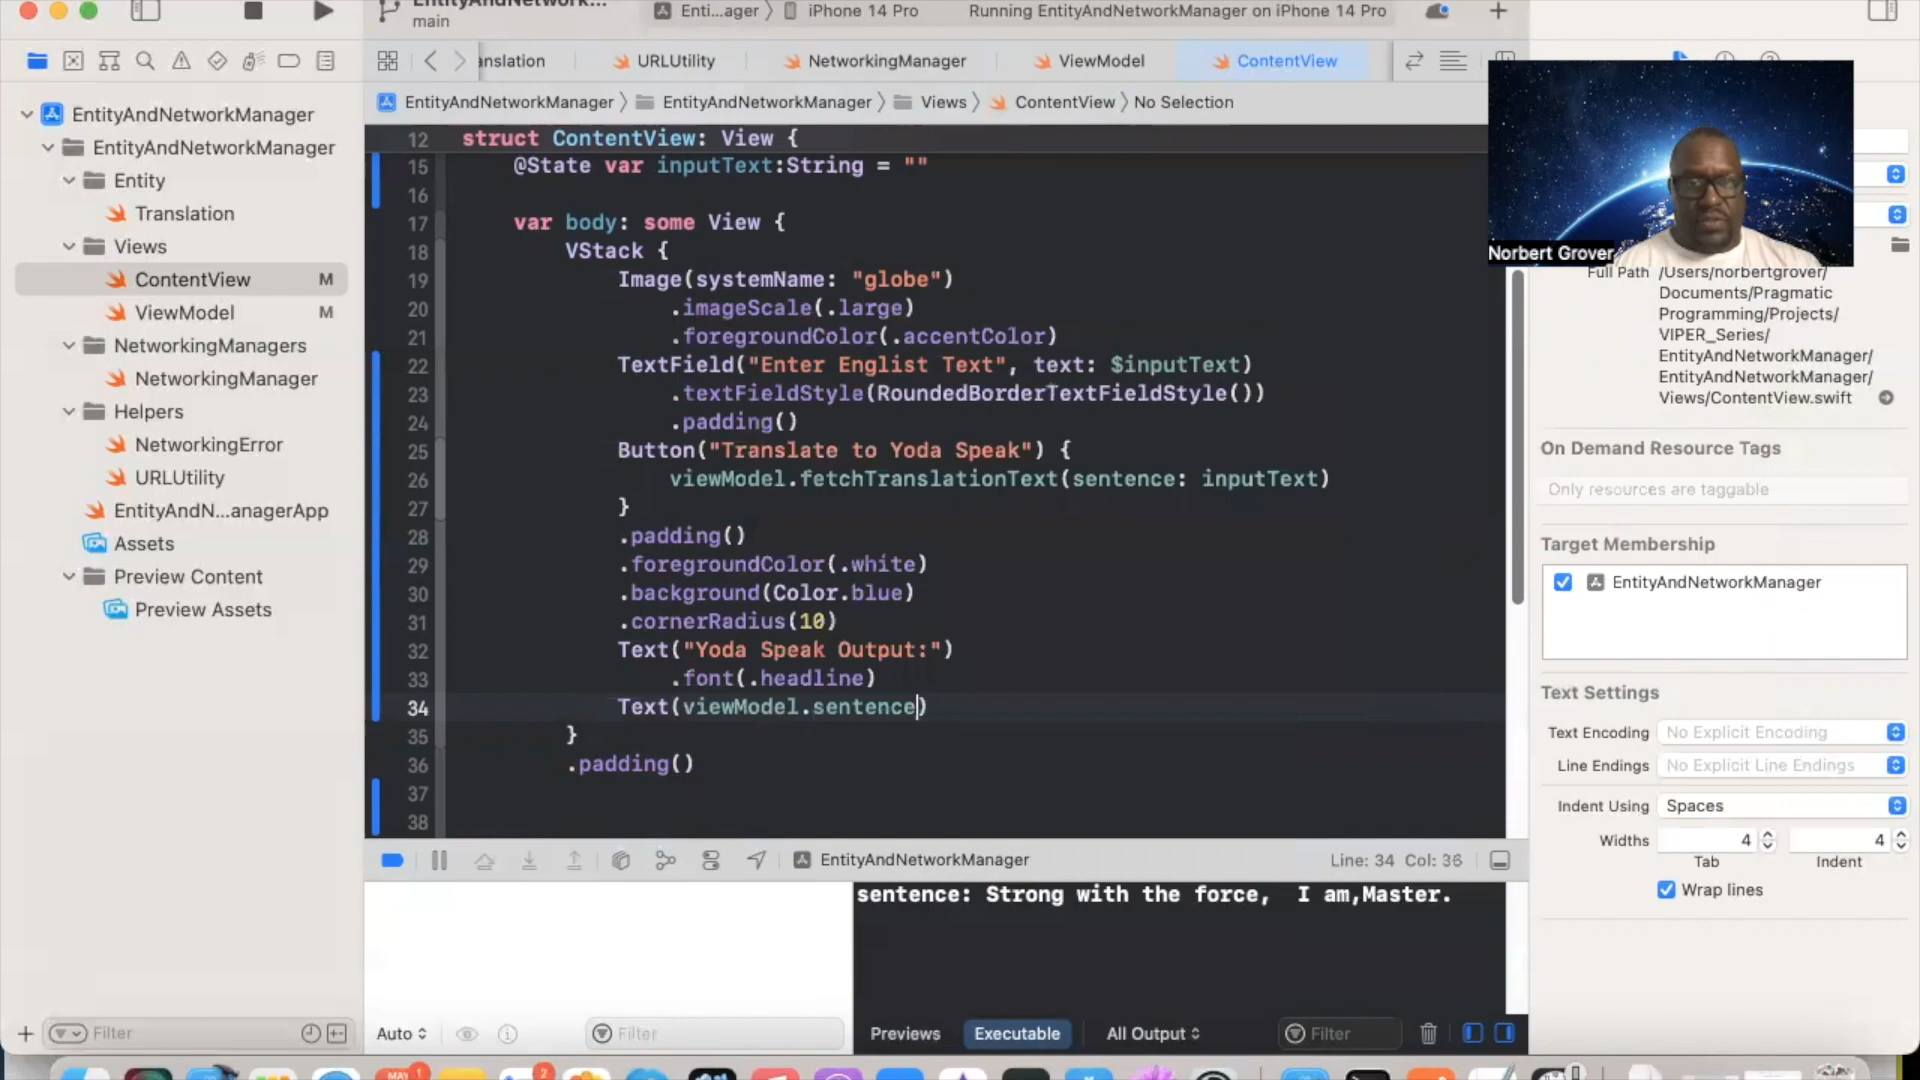 EntityAndNetwork...
main
Enti...ager 〉 iPhone 14 Pro
Running EntityAndNetworkManager on iPhone 14 Pro
anslation
URLUtility
NetworkingManager
ViewModel
ContentView
EntityAndNetworkManager 〉 EntityAndNetworkManager 〉 Views 〉 ContentView 〉 No Selection
EntityAndNetworkManager
EntityAndNetworkManager
Entity
Translation
Views
ContentView M
ViewModel M
NetworkingManagers
NetworkingManager
Helpers
NetworkingError
URLUtility
EntityAndN...anagerApp
Assets
Preview Content
Preview Assets
Filter
12 struct ContentView: View {
15 @State var inputText:String = ""
16
17 var body: some View {
18 VStack {
19 Image(systemName: "globe")
20 .imageScale(.large)
21 .foregroundColor(.accentColor)
22 TextField("Enter Englist Text", text: $inputText)
23 .textFieldStyle(RoundedBorderTextFieldStyle())
24 .padding()
25 Button("Translate to Yoda Speak") {
26 viewModel.fetchTranslationText(sentence: inputText)
27 }
28 .padding()
29 .foregroundColor(.white)
30 .background(Color.blue)
31 .cornerRadius(10)
32 Text("Yoda Speak Output:")
33 .font(.headline)
34 Text(viewModel.sentence)
35 }
36 .padding()
37
38
EntityAndNetworkManager
Line: 34 Col: 36
sentence: Strong with the force,  I am,Master.
Auto
Filter
Previews
Executable
All Output
Filter
Norbert Grover
Full Path /Users/norbertgrover/
Documents/Pragmatic
Programming/Projects/
VIPER_Series/
EntityAndNetworkManager/
EntityAndNetworkManager/
Views/ContentView.swift
On Demand Resource Tags
Only resources are taggable
Target Membership
EntityAndNetworkManager
Text Settings
Text Encoding No Explicit Encoding
Line Endings No Explicit Line Endings
Indent Using Spaces
Widths 4 4
Tab Indent
Wrap lines
MAY 1
2